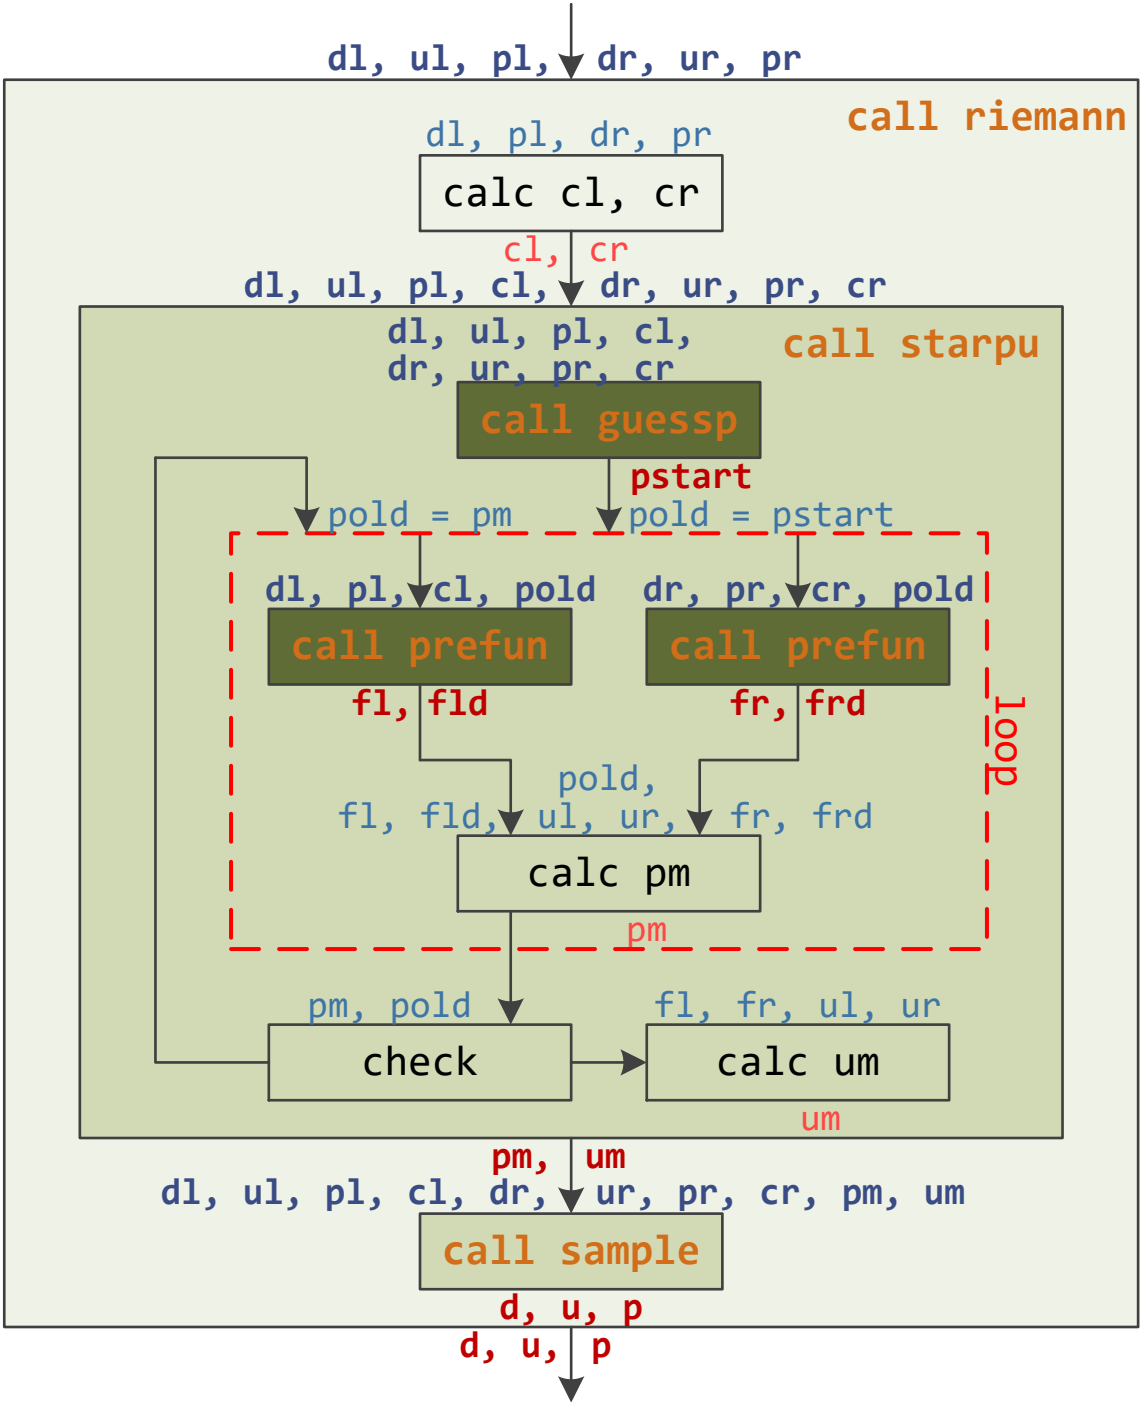 dl, ul, pl, dr, ur, pr
call riemann
dl, pl, dr, pr
calc cl, cr
cl, cr
dl, ul, pl, cl, dr, ur, pr, cr
dl, ul, pl, cl,
call starpu
dr, ur, pr, cr
call guessp
pstart
pold = pm
pold = pstart
dl, pl, cl, pold
dr, pr, cr, pold
call prefun
call prefun
fl, fld
fr, frd
loop
pold,
fl, fld, ul, ur, fr, frd
calc pm
pm
pm, pold
fl, fr, ul, ur
check
calc um
um
pm, um
dl, ul, pl, cl, dr, ur, pr, cr, pm, um
call sample
d, u, p
d, u, p